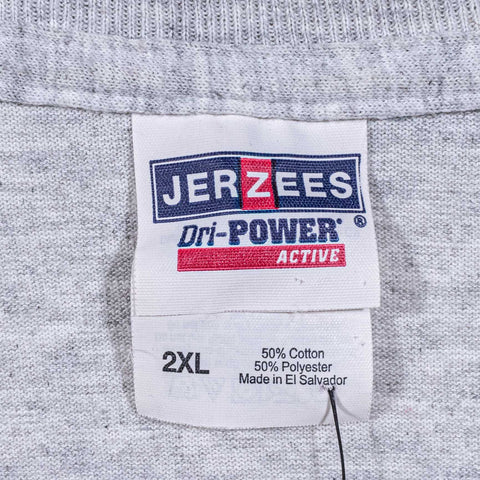 JERZEES
Dri-POWER®
ACTIVE
2XL
50% Cotton
50% Polyester
Made in El Salvador